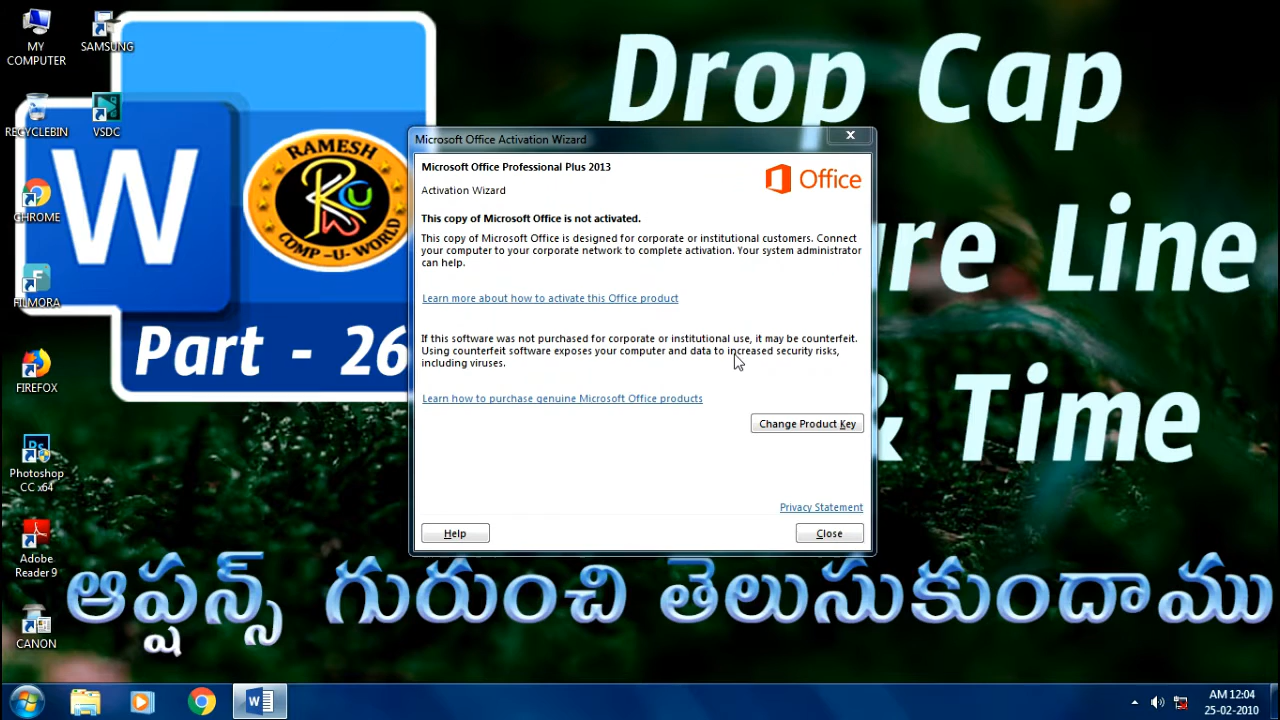 MY
COMPUTER
SAMSUNG
RECYCLEBIN
VSDC
CHROME
FILMORA
FIREFOX
Photoshop
CC x64
Adobe
Reader 9
CANON
W
RAMESH
COMP -U- WORLD
Part - 26
Drop Cap
re Line
& Time
Microsoft Office Activation Wizard
Microsoft Office Professional Plus 2013
Office
Activation Wizard
This copy of Microsoft Office is not activated.
This copy of Microsoft Office is designed for corporate or institutional customers. Connect
your computer to your corporate network to complete activation. Your system administrator
can help.
Learn more about how to activate this Office product
If this software was not purchased for corporate or institutional use, it may be counterfeit.
Using counterfeit software exposes your computer and data to increased security risks,
including viruses.
Learn how to purchase genuine Microsoft Office products
Change Product Key
Privacy Statement
Help
Close
ఆప్షన్స్ గురుంచి తెలుసుకుందాము
AM 12:04
25-02-2010